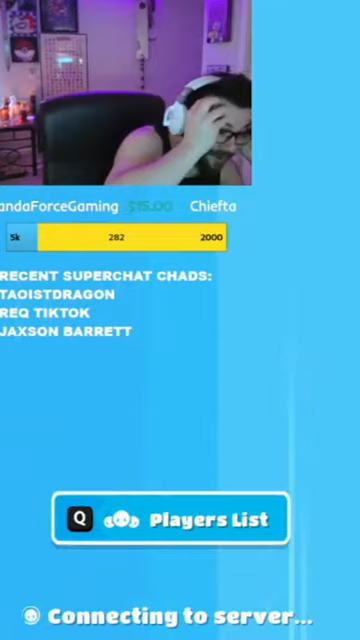 andaForceGaming $15.00 Chiefta
5k 282 2000
RECENT SUPERCHAT CHADS:
TAOISTDRAGON
REQ TIKTOK
JAXSON BARRETT
Q Players List
Connecting to server...